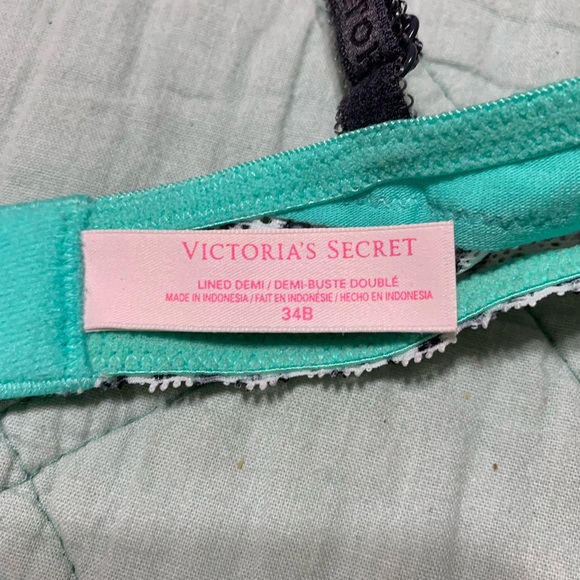 VICTORIA'S SECRET
LINED DEMI / DEMI-BUSTE DOUBLÉ
MADE IN INDONESIA / FAIT EN INDONÉSIE / HECHO EN INDONESIA
34B